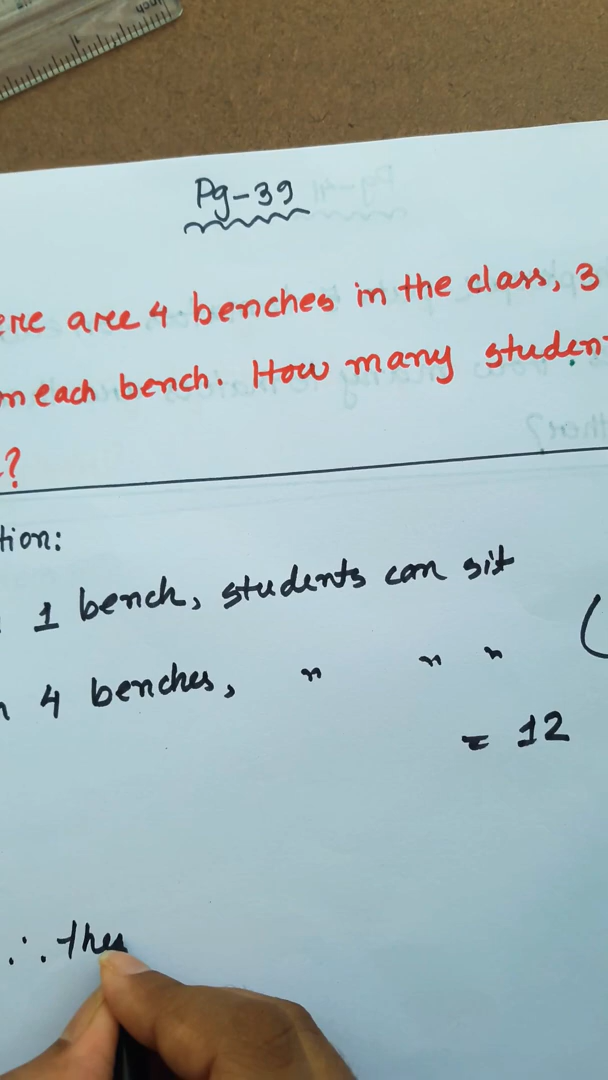 Pg-39
ere are 4 benches in the class, 3
n each bench. How many studen
?
tion:
1 bench, students can sit
n 4 benches, " " "
(
= 12
∴ the